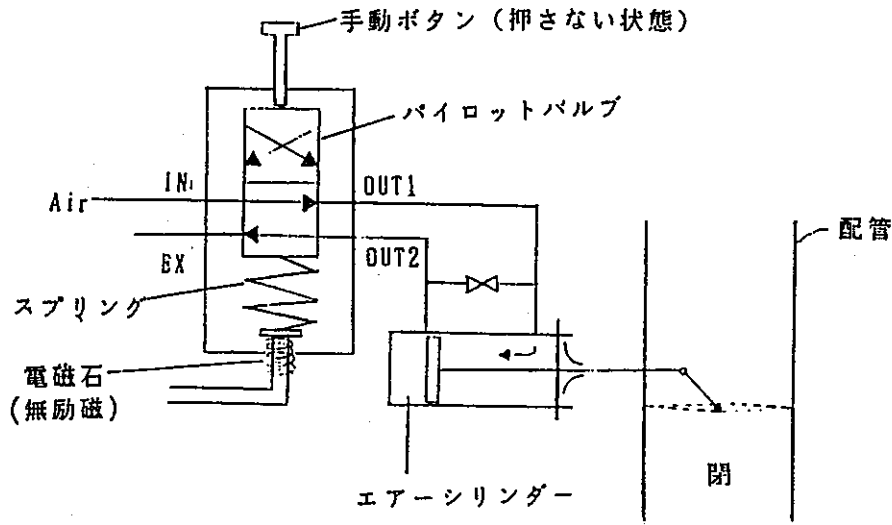 手動ボタン（押さない状態）
パイロットバルブ
IN
OUT1
Air
配管
EX
OUT2
スプリング
電磁石
(無励磁)
閉
エアーシリンダー